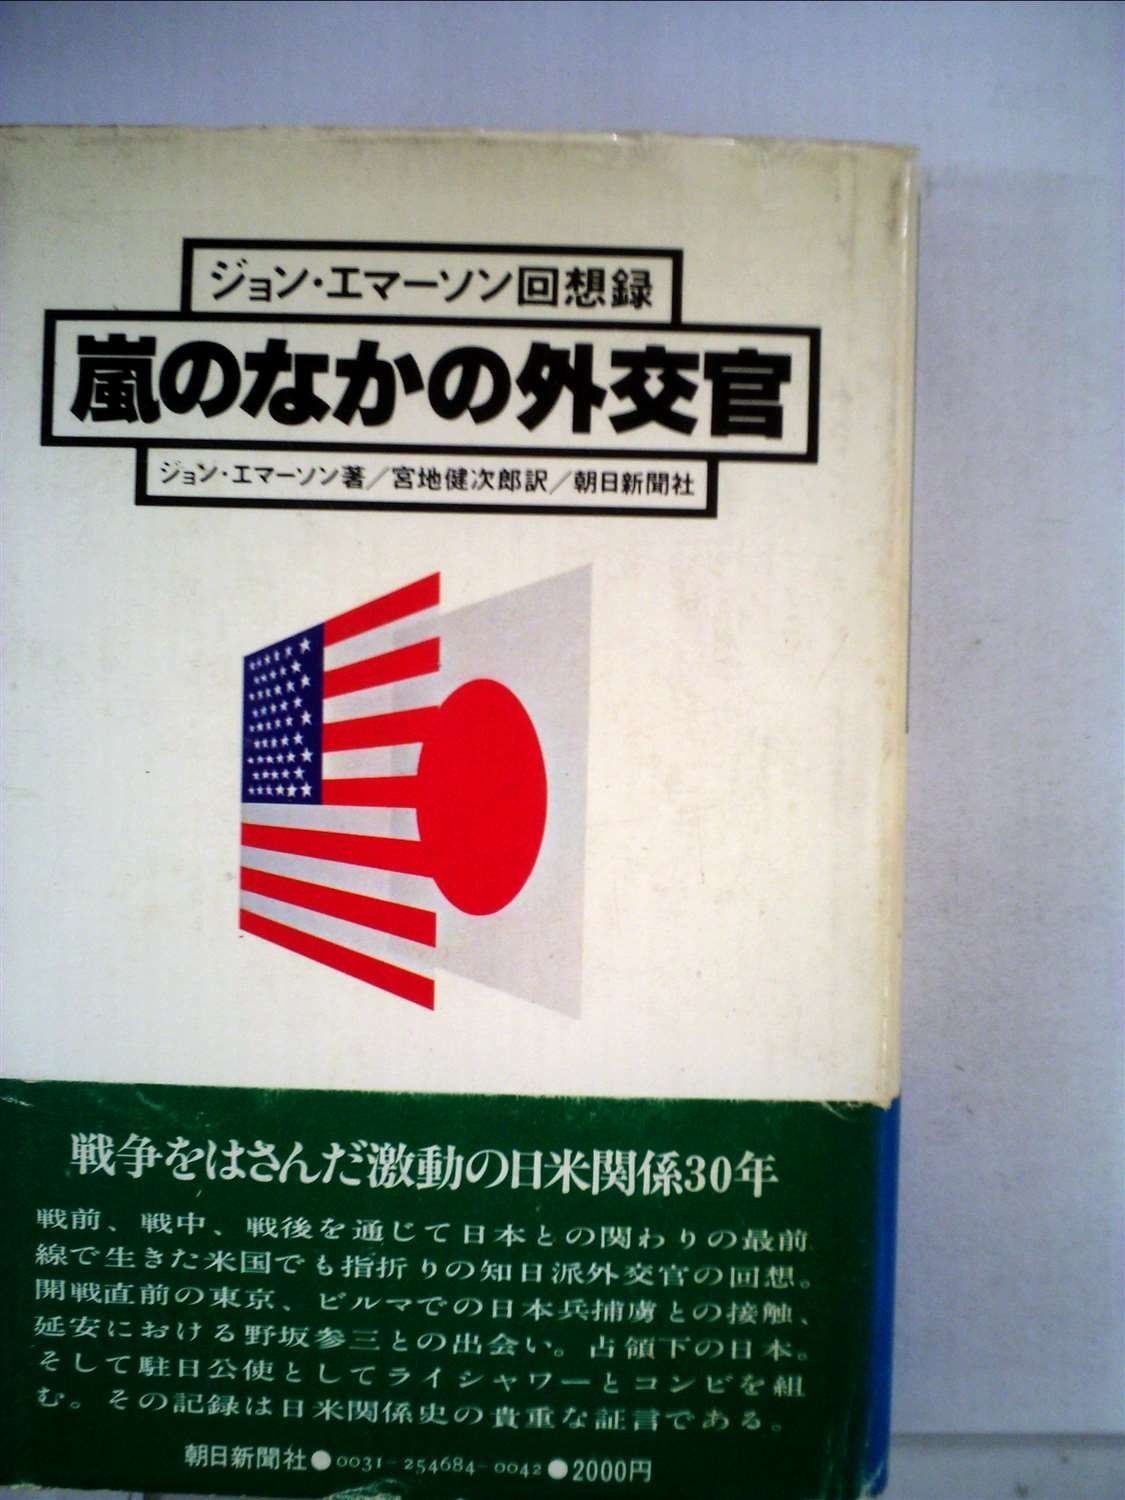 ジョン・エマーソン回想録
嵐のなかの外交官
ジョン・エマーソン著／宮地健次郎訳／朝日新聞社
戦争をはさんだ激動の日米関係30年
戦前、戦中、戦後を通じて日本との関わりの最前
線で生きた米国でも指折りの知日派外交官の回想。
開戦直前の東京、ビルマでの日本兵捕虜との接触、
延安における野坂参三との出会い。占領下の日本。
そして駐日公使としてライシャワーとコンビを組
む。その記録は日米関係史の貴重な証言である。
朝日新聞社●0031-254684-0042●2000円